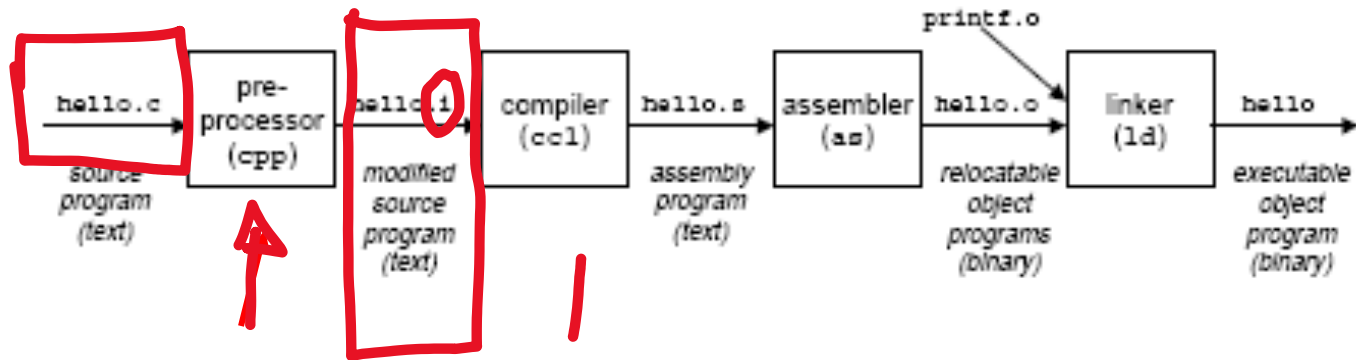 printf.o
hello.c
pre-
processor
(cpp)
hello.i
compiler
(cc1)
hello.s
assembler
(as)
hello.o
linker
(ld)
hello
source
program
(text)
modified
source
program
(text)
assembly
program
(text)
relocatable
object
programs
(binary)
executable
object
program
(binary)